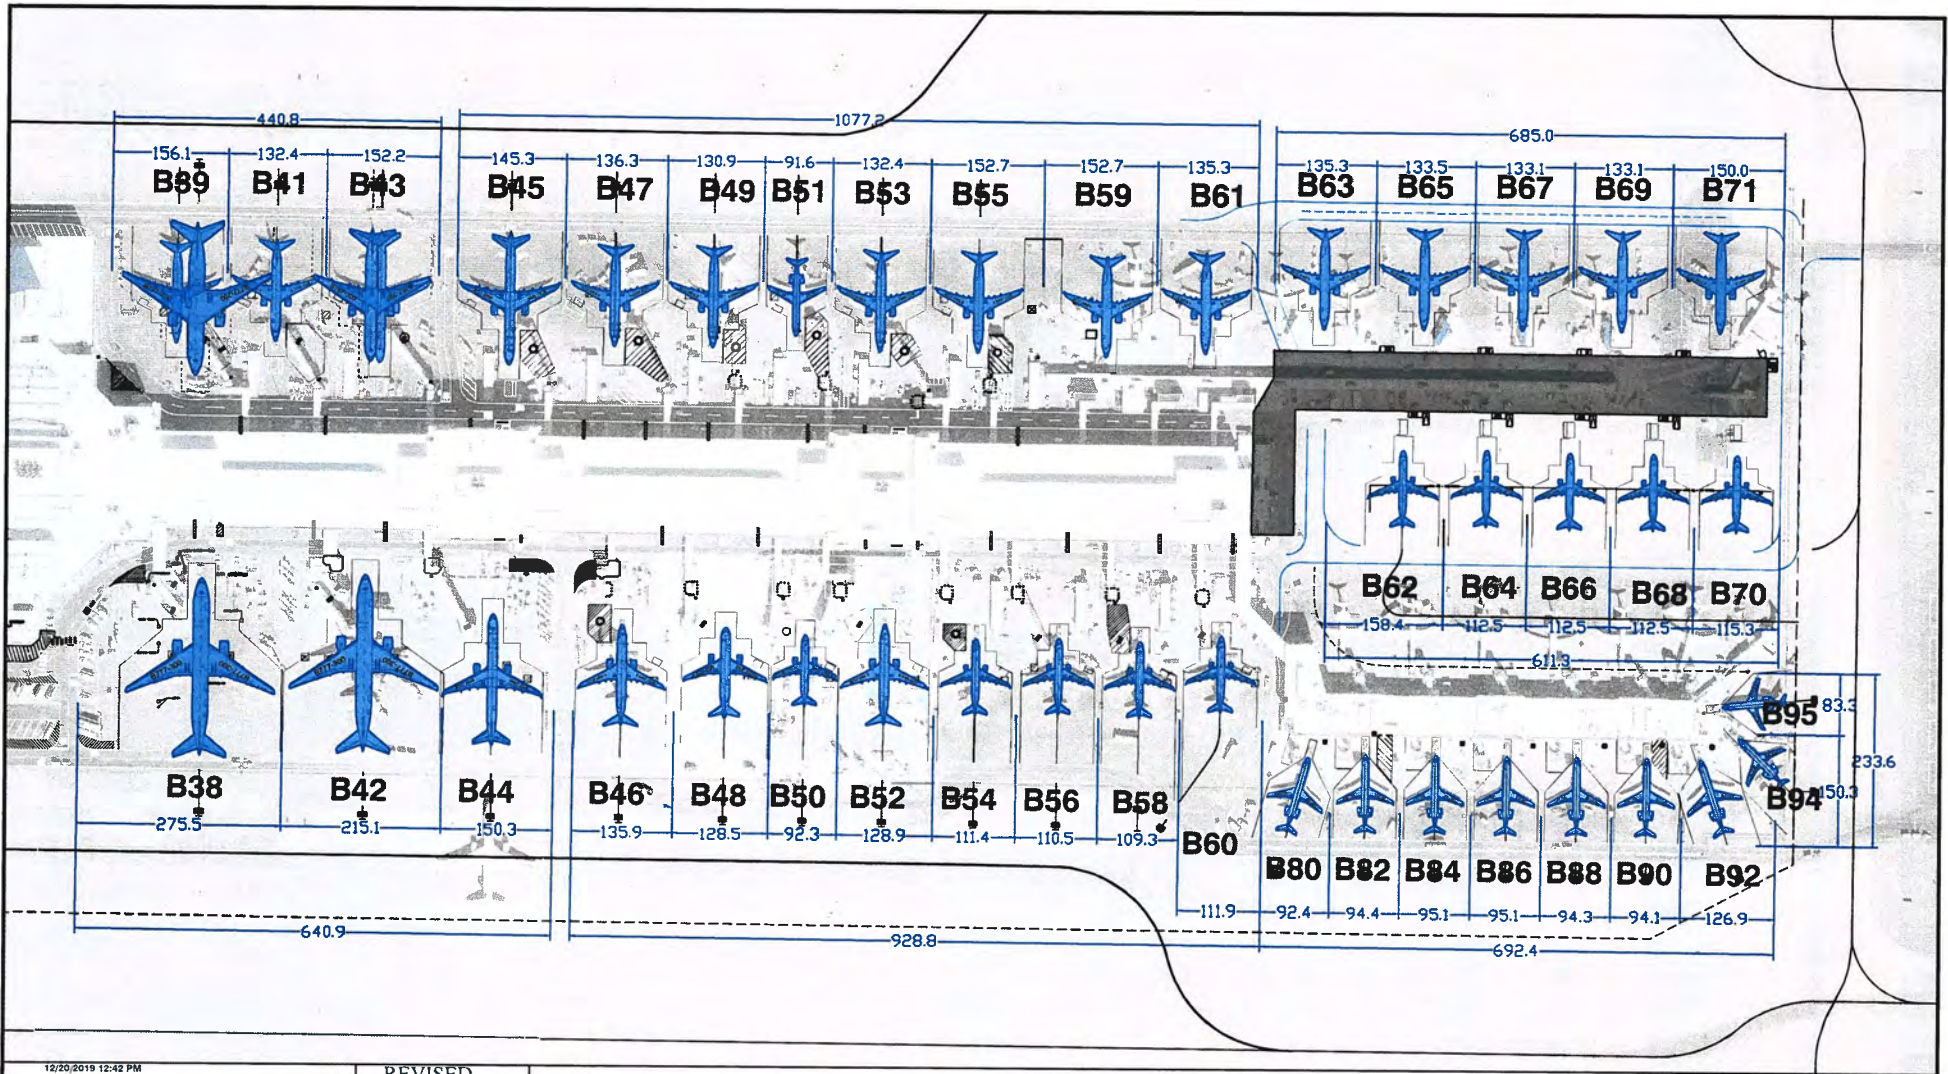 440.8 1077.2 685.0
156.1 132.4 152.2 145.3 136.3 130.9 91.6 132.4 152.7 152.7 135.3 135.3 133.5 133.1 133.1 150.0
B39 B41 B43 B45 B47 B49 B51 B53 B55 B59 B61 B63 B65 B67 B69 B71
B62 B64 B66 B68 B70
158.4 112.5 112.5 112.5 115.3
611.3
B777-300 B777-300
B95 83.3
233.6
B94 150.3
B38 B42 B44 B46 B48 B50 B52 B54 B56 B58
275.5 215.1 150.3 135.9 128.5 92.3 128.9 111.4 110.5 109.3
B60
B80 B82 B84 B86 B88 B90 B92
111.9 92.4 94.4 95.1 95.1 94.3 94.1 126.9
640.9 928.8 692.4
12/20/2019 12:42 PM
REVISED